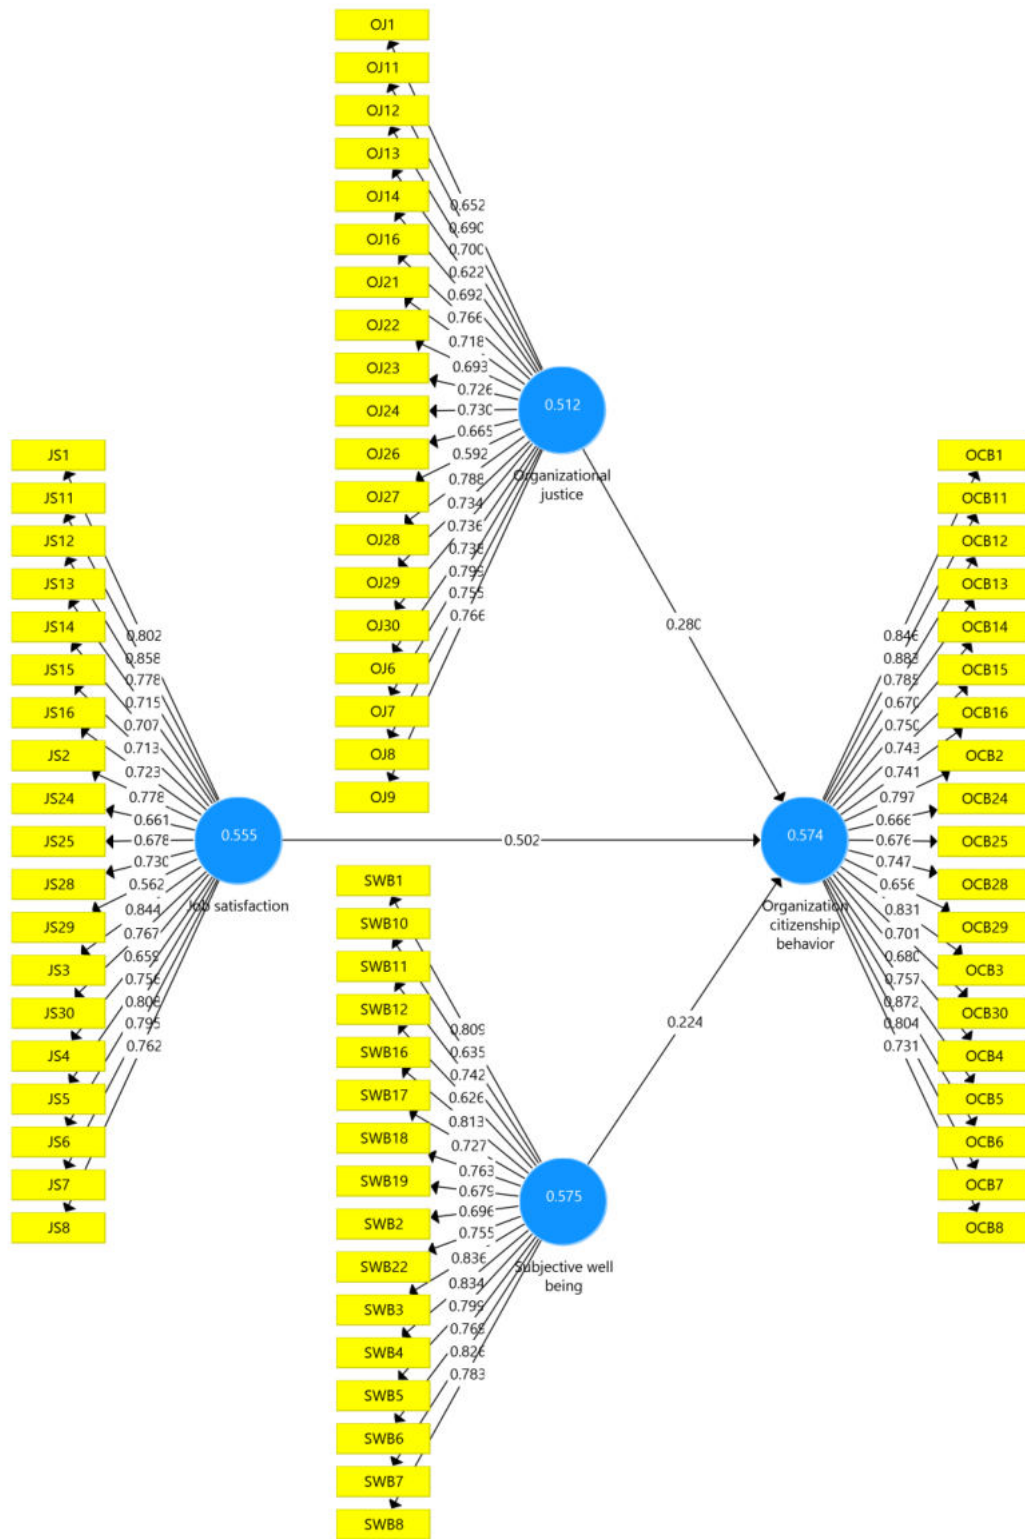 OJ1
OJ11
OJ12
OJ13
OJ14
OJ16
OJ21
OJ22
OJ23
OJ24
OJ26
OJ27
OJ28
OJ29
OJ30
OJ6
OJ7
OJ8
OJ9
0.652
0.690
0.700
0.622
0.692
0.766
0.718
0.693
0.726
0.730
0.665
0.592
0.788
0.734
0.736
0.738
0.799
0.755
0.766
0.512
Organizational
justice
0.280
JS1
JS11
JS12
JS13
JS14
JS15
JS16
JS2
JS24
JS25
JS28
JS29
JS3
JS30
JS4
JS5
JS6
JS7
JS8
0.802
0.858
0.778
0.715
0.707
0.713
0.723
0.778
0.661
0.678
0.730
0.562
0.844
0.767
0.659
0.756
0.806
0.795
0.762
0.555
Job satisfaction
0.502
SWB1
SWB10
SWB11
SWB12
SWB16
SWB17
SWB18
SWB19
SWB2
SWB22
SWB3
SWB4
SWB5
SWB6
SWB7
SWB8
0.809
0.635
0.742
0.626
0.813
0.727
0.763
0.679
0.696
0.755
0.836
0.834
0.799
0.769
0.826
0.783
0.575
Subjective well
being
0.224
0.574
Organization
citizenship
behavior
0.846
0.883
0.785
0.670
0.750
0.743
0.741
0.797
0.666
0.676
0.747
0.656
0.831
0.701
0.680
0.757
0.872
0.804
0.731
OCB1
OCB11
OCB12
OCB13
OCB14
OCB15
OCB16
OCB2
OCB24
OCB25
OCB28
OCB29
OCB3
OCB30
OCB4
OCB5
OCB6
OCB7
OCB8